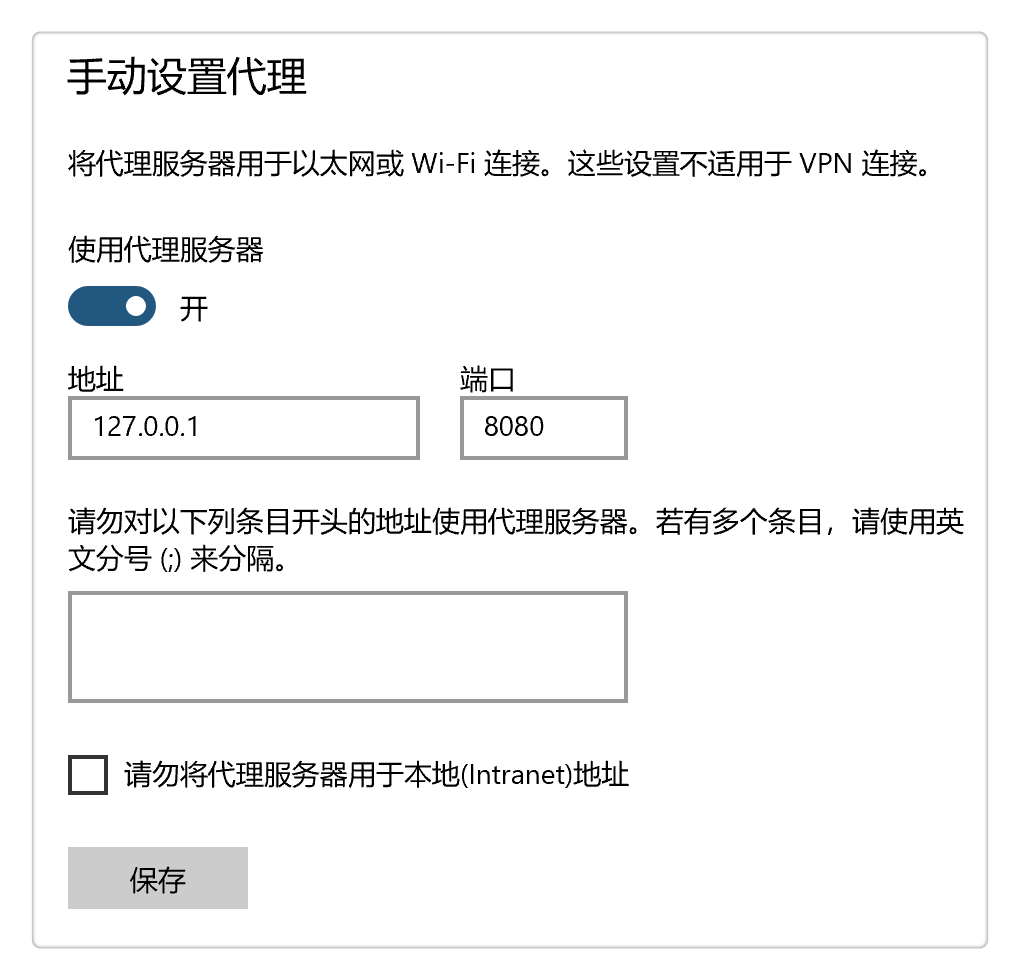 手动设置代理
将代理服务器用于以太网或 Wi-Fi 连接。这些设置不适用于 VPN 连接。
使用代理服务器
开
地址 端口
127.0.0.1 8080
请勿对以下列条目开头的地址使用代理服务器。若有多个条目，请使用英
文分号 (;) 来分隔。
请勿将代理服务器用于本地(Intranet)地址
保存